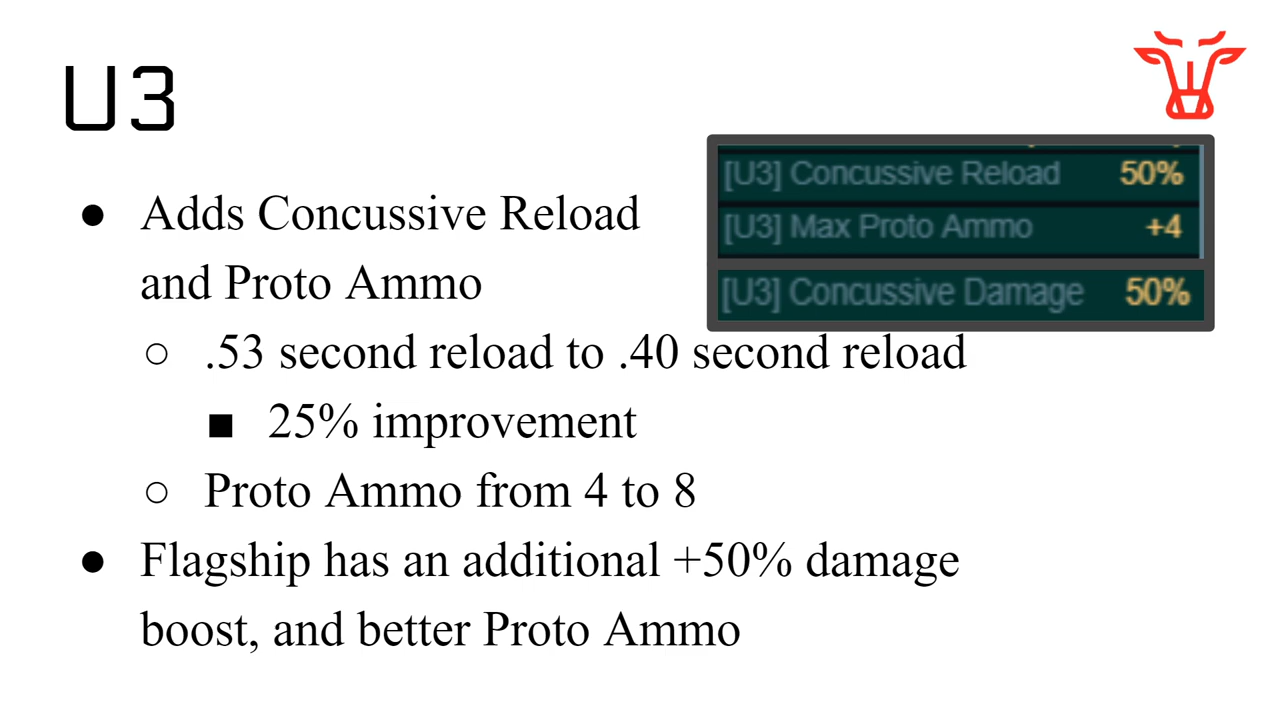 U3
[U3] Concussive Reload 50%
[U3] Max Proto Ammo +4
[U3] Concussive Damage 50%
● Adds Concussive Reload
and Proto Ammo
○ .53 second reload to .40 second reload
■ 25% improvement
○ Proto Ammo from 4 to 8
● Flagship has an additional +50% damage
boost, and better Proto Ammo